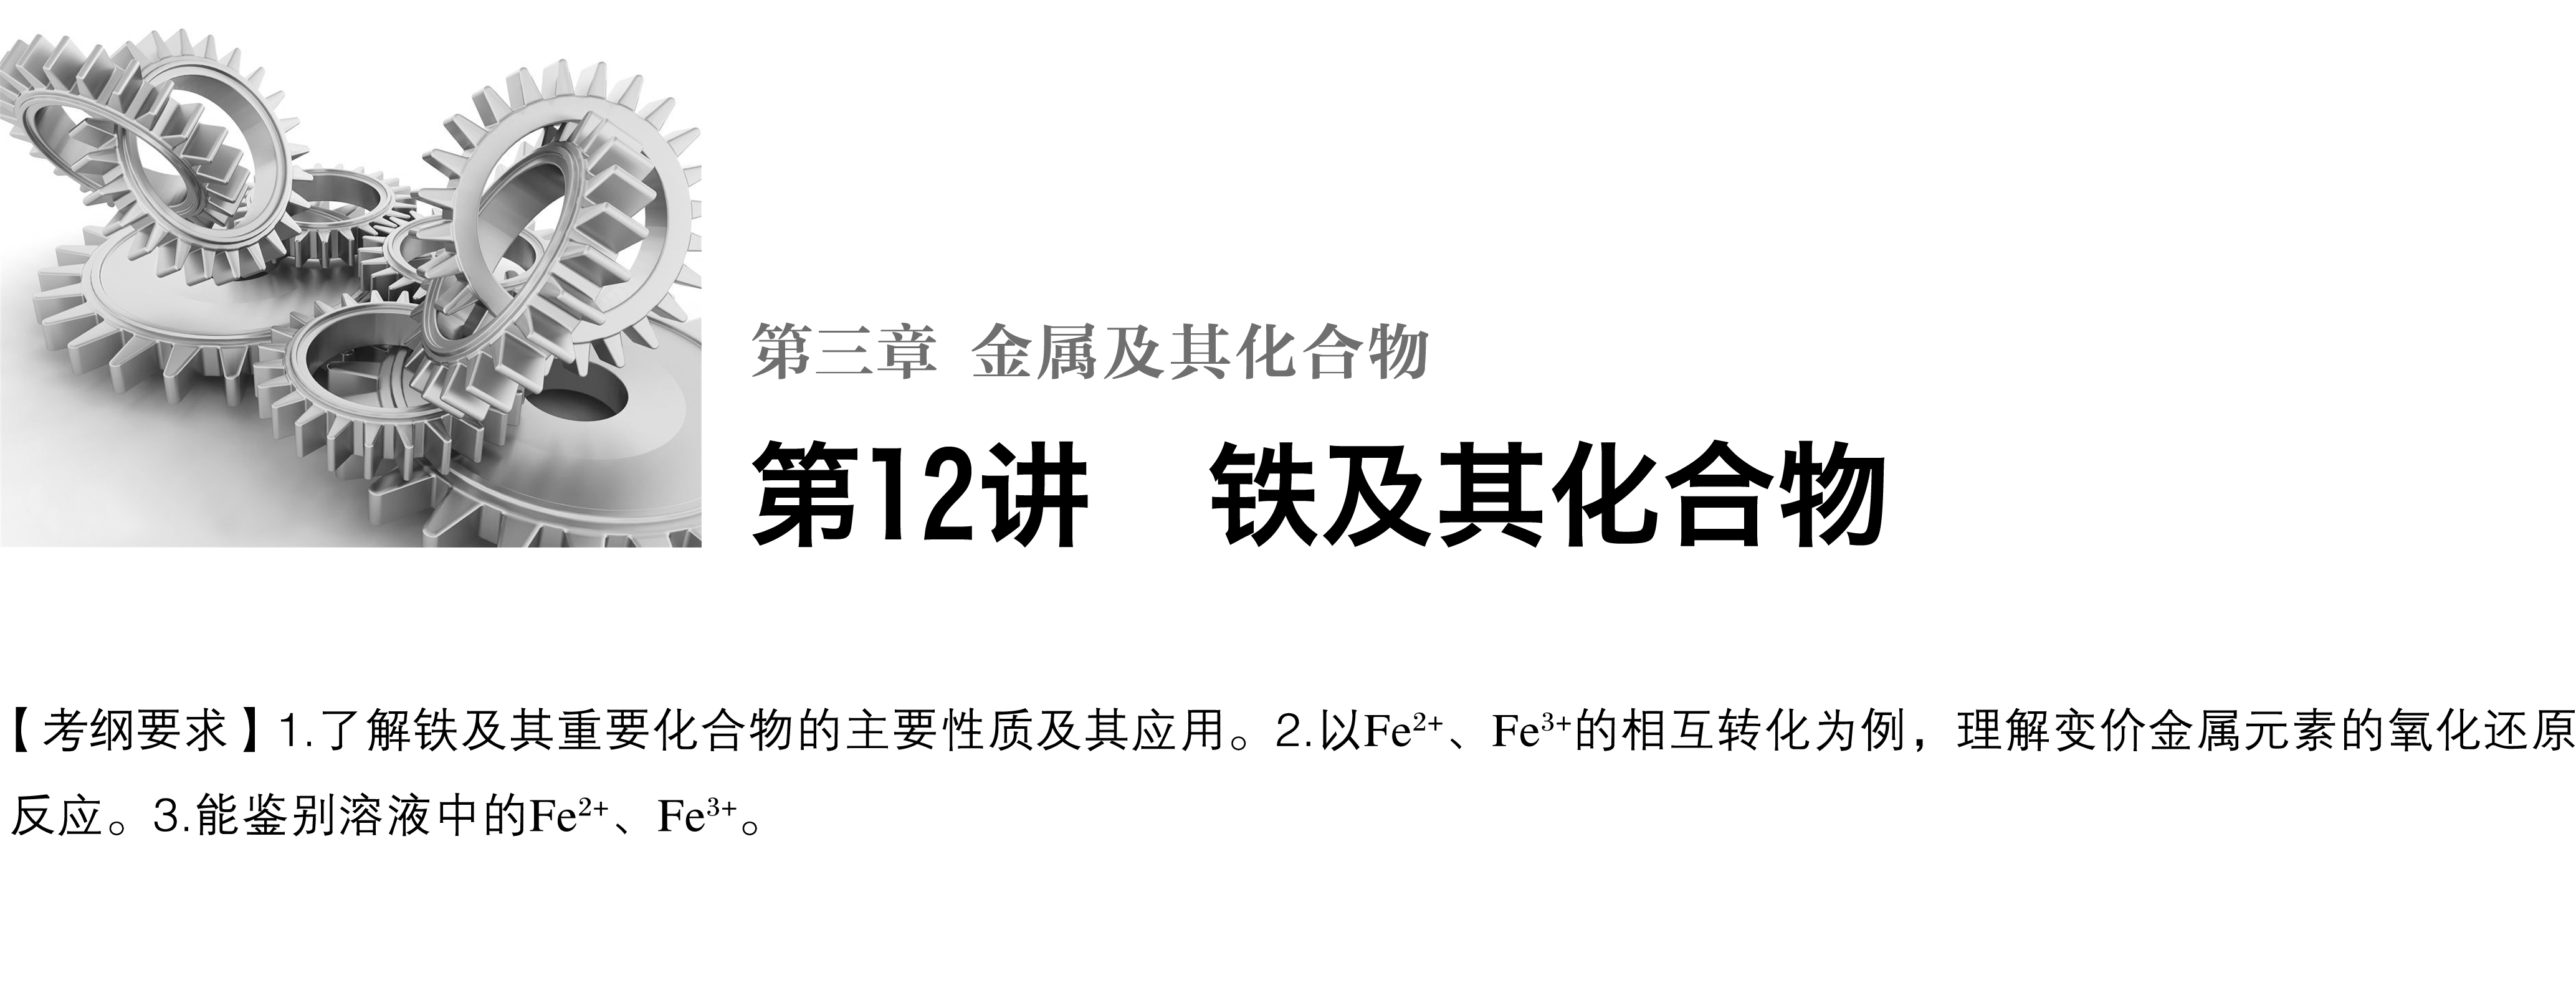 第三章 金属及其化合物
第12讲　铁及其化合物
【考纲要求】1.了解铁及其重要化合物的主要性质及其应用。2.以Fe²⁺、Fe³⁺的相互转化为例，理解变价金属元素的氧化还原
反应。3.能鉴别溶液中的Fe²⁺、Fe³⁺。